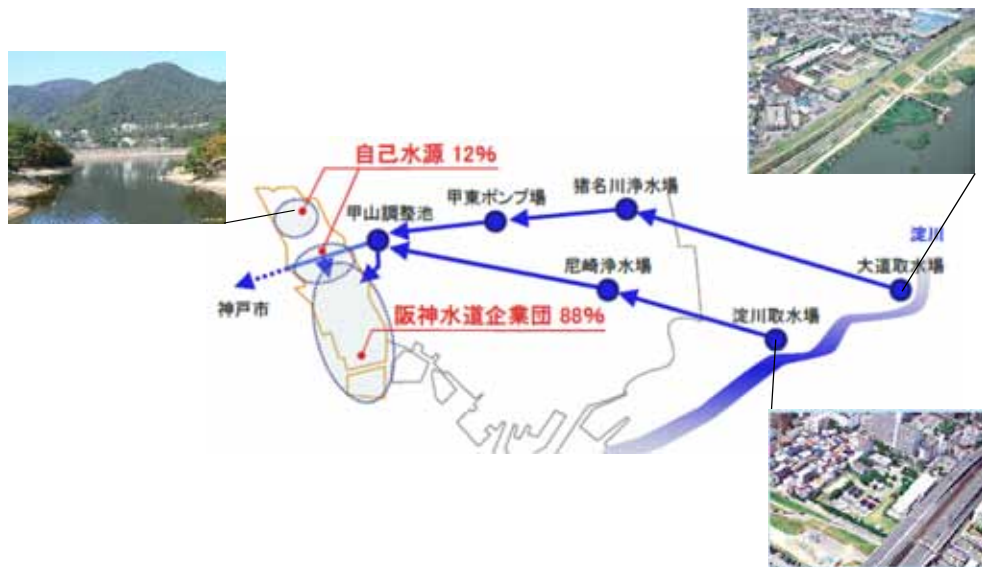 自己水源 12%
猪名川浄水場
甲東ポンプ場
甲山調整池
淀川
尼崎浄水場
大道取水場
神戸市
阪神水道企業団 88%
淀川取水場